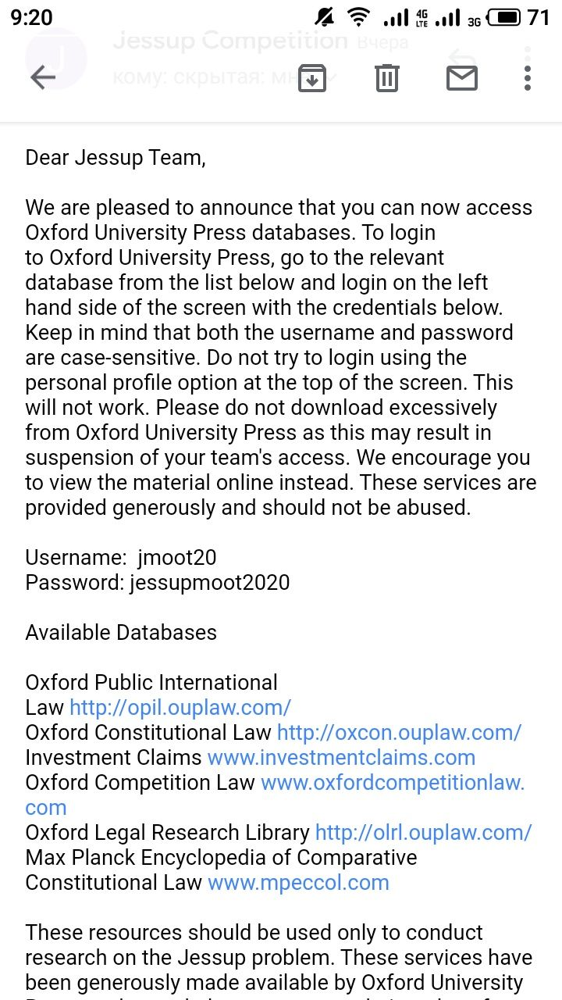 9:20 4G LTE 3G 71
Jessup Competition Вчера
кому: скрытая: мне
Dear Jessup Team,
We are pleased to announce that you can now access
Oxford University Press databases. To login
to Oxford University Press, go to the relevant
database from the list below and login on the left
hand side of the screen with the credentials below.
Keep in mind that both the username and password
are case-sensitive. Do not try to login using the
personal profile option at the top of the screen. This
will not work. Please do not download excessively
from Oxford University Press as this may result in
suspension of your team's access. We encourage you
to view the material online instead. These services are
provided generously and should not be abused.
Username:  jmoot20
Password: jessupmoot2020
Available Databases
Oxford Public International
Law http://opil.ouplaw.com/
Oxford Constitutional Law http://oxcon.ouplaw.com/
Investment Claims www.investmentclaims.com
Oxford Competition Law www.oxfordcompetitionlaw.
com
Oxford Legal Research Library http://olrl.ouplaw.com/
Max Planck Encyclopedia of Comparative
Constitutional Law www.mpeccol.com
These resources should be used only to conduct
research on the Jessup problem. These services have
been generously made available by Oxford University